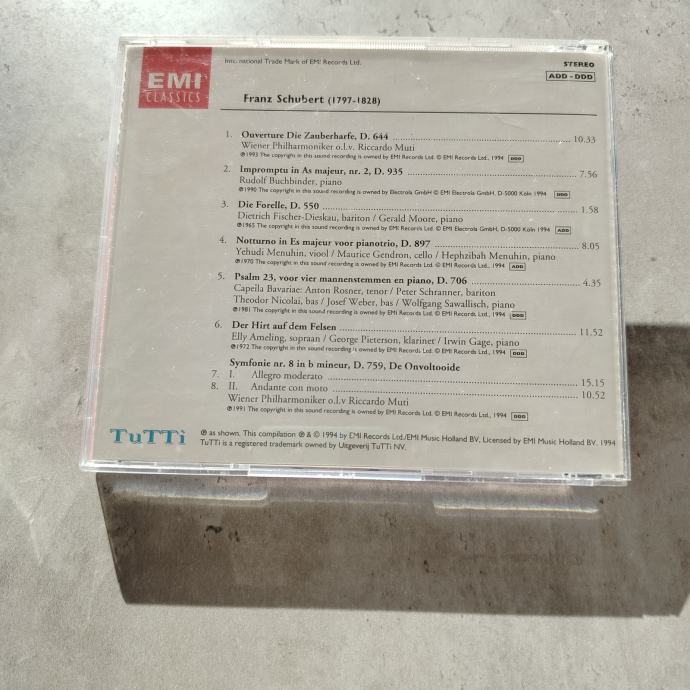 EMI
CLASSICS
International Trade Mark of EMI Records Ltd.
STEREO
ADD - DDD
Franz Schubert (1797-1828)
1. Ouverture Die Zauberharfe, D. 644 10.33
Wiener Philharmoniker o.l.v. Riccardo Muti
℗1993 The copyright in this sound recording is owned by EMI Records Ltd. © EMI Records Ltd., 1994 DDD
2. Impromptu in As majeur, nr. 2, D. 935 7.56
Rudolf Buchbinder, piano
℗1990 The copyright in this sound recording is owned by Electrola GmbH © EMI Electrola GmbH, D-5000 Köln 1994 DDD
3. Die Forelle, D. 550 1.58
Dietrich Fischer-Dieskau, bariton / Gerald Moore, piano
℗1965 The copyright in this sound recording is owned by EMI Records Ltd. © EMI Electrola GmbH, D-5000 Köln, 1994 ADD
4. Notturno in Es majeur voor pianotrio, D. 897 8.05
Yehudi Menuhin, viool / Maurice Gendron, cello / Hephzibah Menuhin, piano
℗1970 The copyright in this sound recording is owned by EMI Records Ltd. © EMI Records Ltd., 1994 ADD
5. Psalm 23, voor vier mannenstemmen en piano, D. 706 4.35
Capella Bavariae: Anton Rosner, tenor / Peter Schranner, bariton
Theodor Nicolai, bas / Josef Weber, bas / Wolfgang Sawallisch, piano
℗1981 The copyright in this sound recording is owned by EMI Records Ltd. © EMI Records Ltd., 1994 DDD
6. Der Hirt auf dem Felsen 11.52
Elly Ameling, sopraan / George Pieterson, klarinet / Irwin Gage, piano
℗1972 The copyright in this sound recording is owned by EMI Records Ltd. © EMI Records Ltd., 1994 DDD
Symfonie nr. 8 in b mineur, D. 759, De Onvoltooide
7. I. Allegro moderato 15.15
8. II. Andante con moto 10.52
Wiener Philharmoniker o.l.v Riccardo Muti
℗1991 The copyright in this sound recording is owned by EMI Records Ltd. © EMI Records Ltd., 1994 DDD
TuTTi
℗ as shown. This compilation ℗ & © 1994 by EMI Records Ltd./EMI Music Holland BV. Licensed by EMI Music Holland BV. 1994
TuTTi is a registered trademark owned by Uitgeverij TuTTi NV.